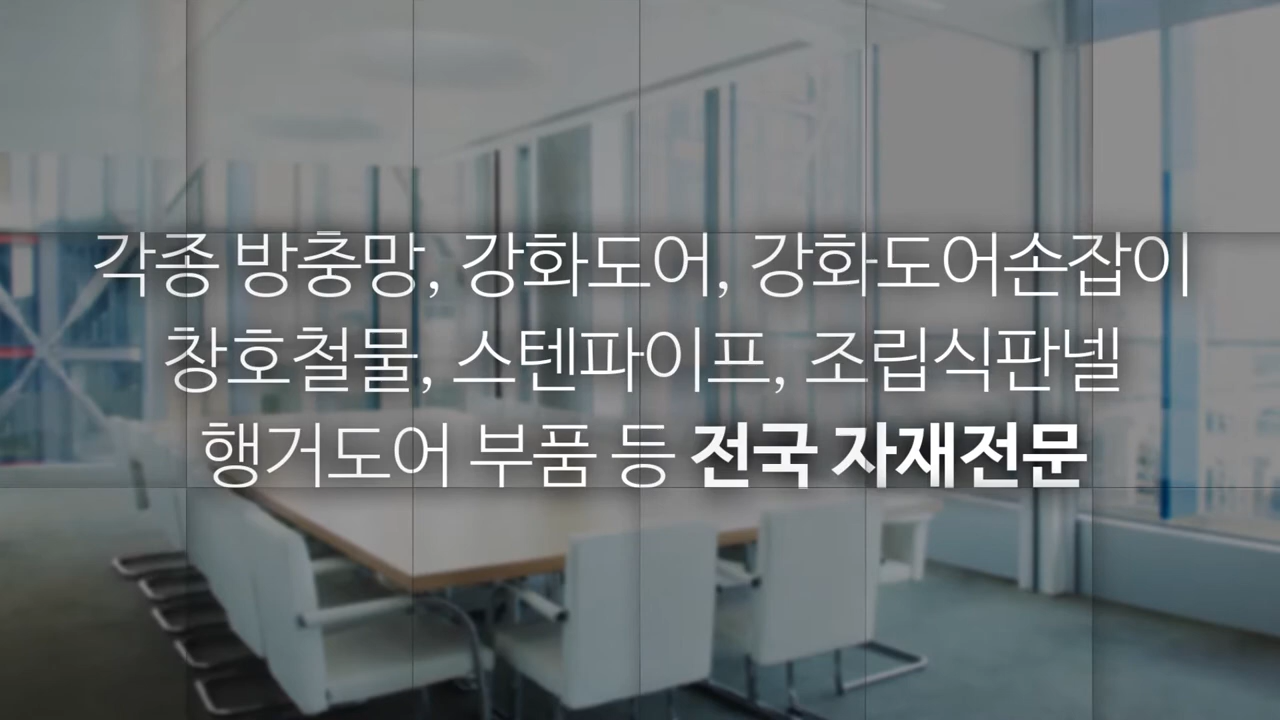 각종 방충망, 강화도어, 강화도어손잡이
창호철물, 스텐파이프, 조립식판넬
행거도어 부품 등 전국 자재전문